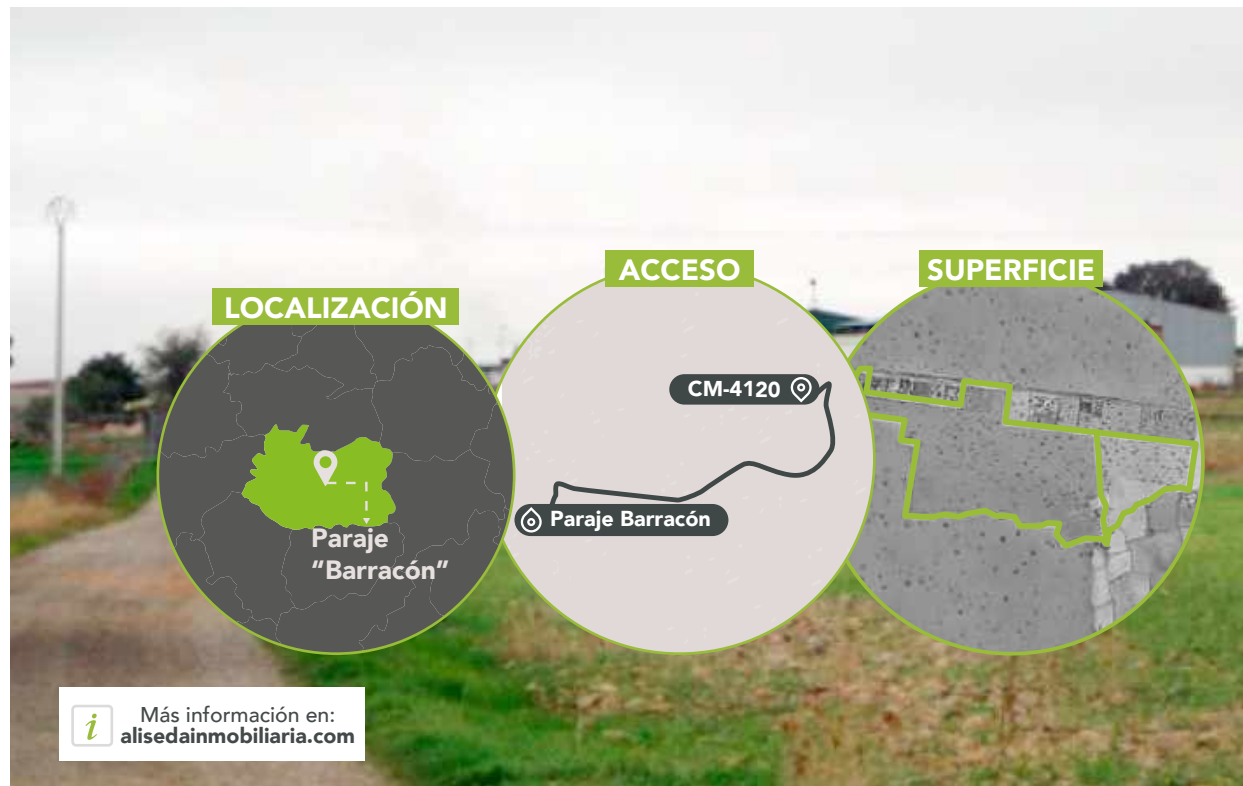 LOCALIZACIÓN
Paraje
“Barracón”
ACCESO
CM-4120
Paraje Barracón
SUPERFICIE
i
Más información en:
alisedainmobiliaria.com